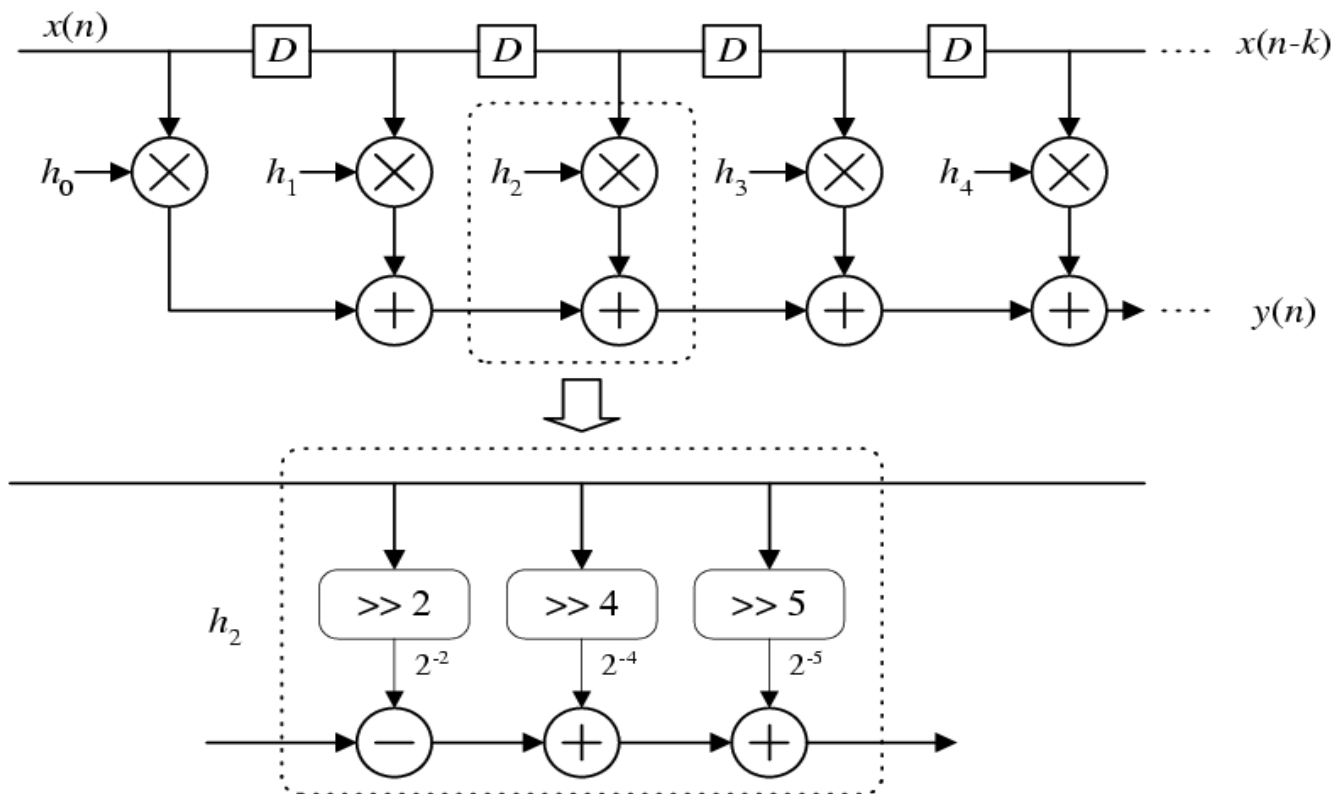 x(n) D D D D x(n-k)
h₀ h₁ h₂ h₃ h₄
y(n)
>> 2 >> 4 >> 5
h₂
2⁻² 2⁻⁴ 2⁻⁵